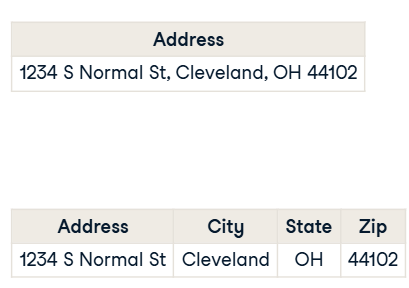 Address
1234 S Normal St, Cleveland, OH 44102
Address City State Zip
1234 S Normal St Cleveland OH 44102